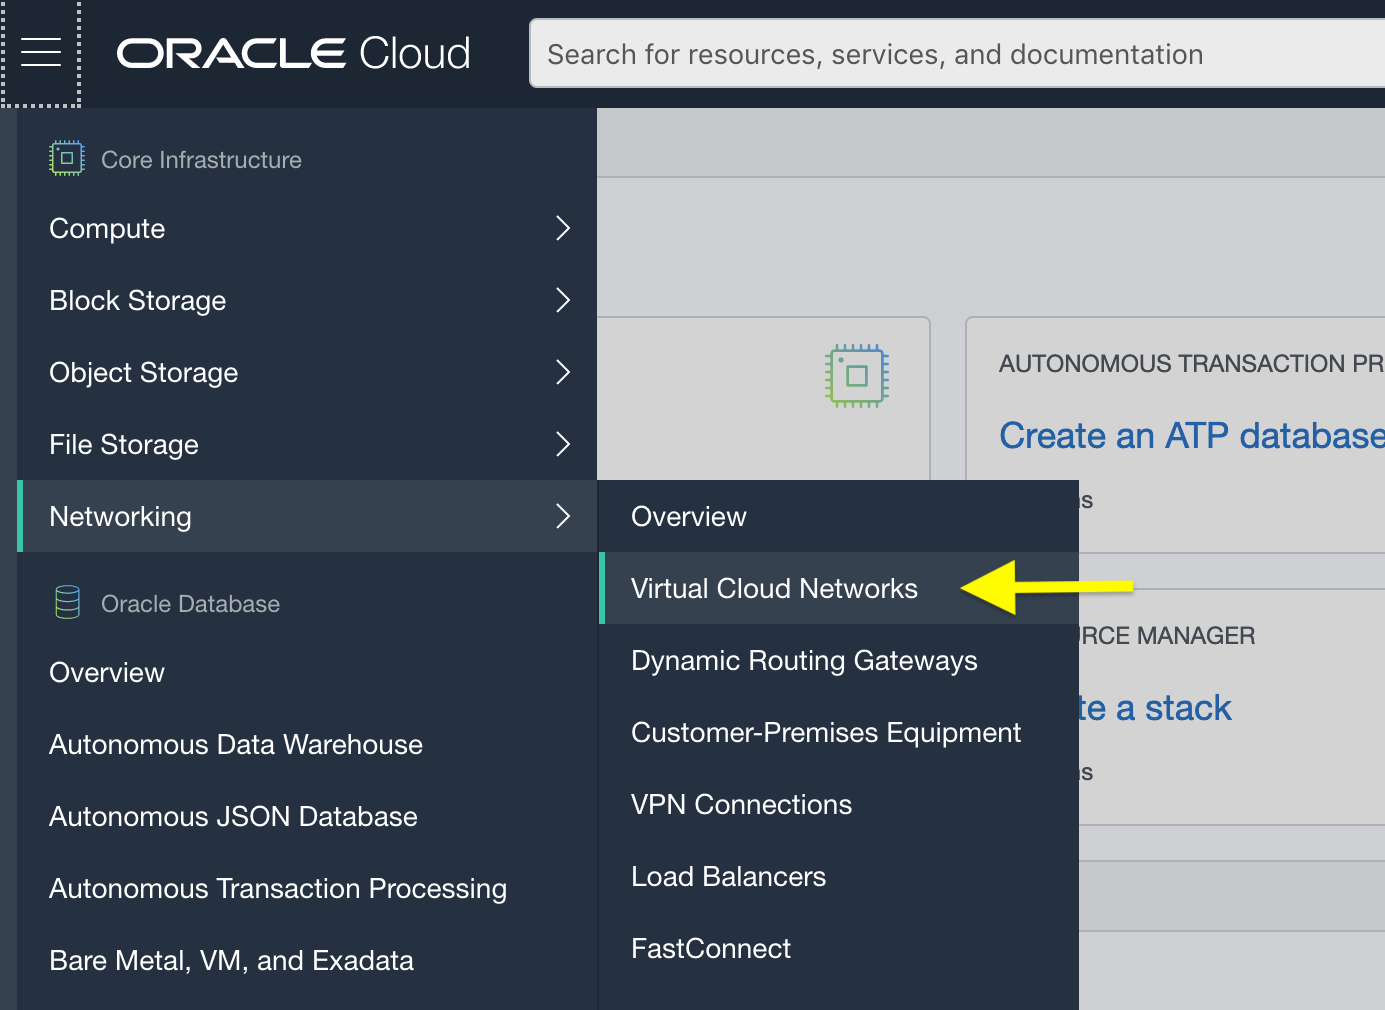 ORACLE Cloud
Search for resources, services, and documentation
Core Infrastructure
Compute
Block Storage
Object Storage
File Storage
Networking
Oracle Database
Overview
Autonomous Data Warehouse
Autonomous JSON Database
Autonomous Transaction Processing
Bare Metal, VM, and Exadata
Overview
Virtual Cloud Networks
Dynamic Routing Gateways
Customer-Premises Equipment
VPN Connections
Load Balancers
FastConnect
AUTONOMOUS TRANSACTION PR
Create an ATP database
ns
URCE MANAGER
te a stack
ns